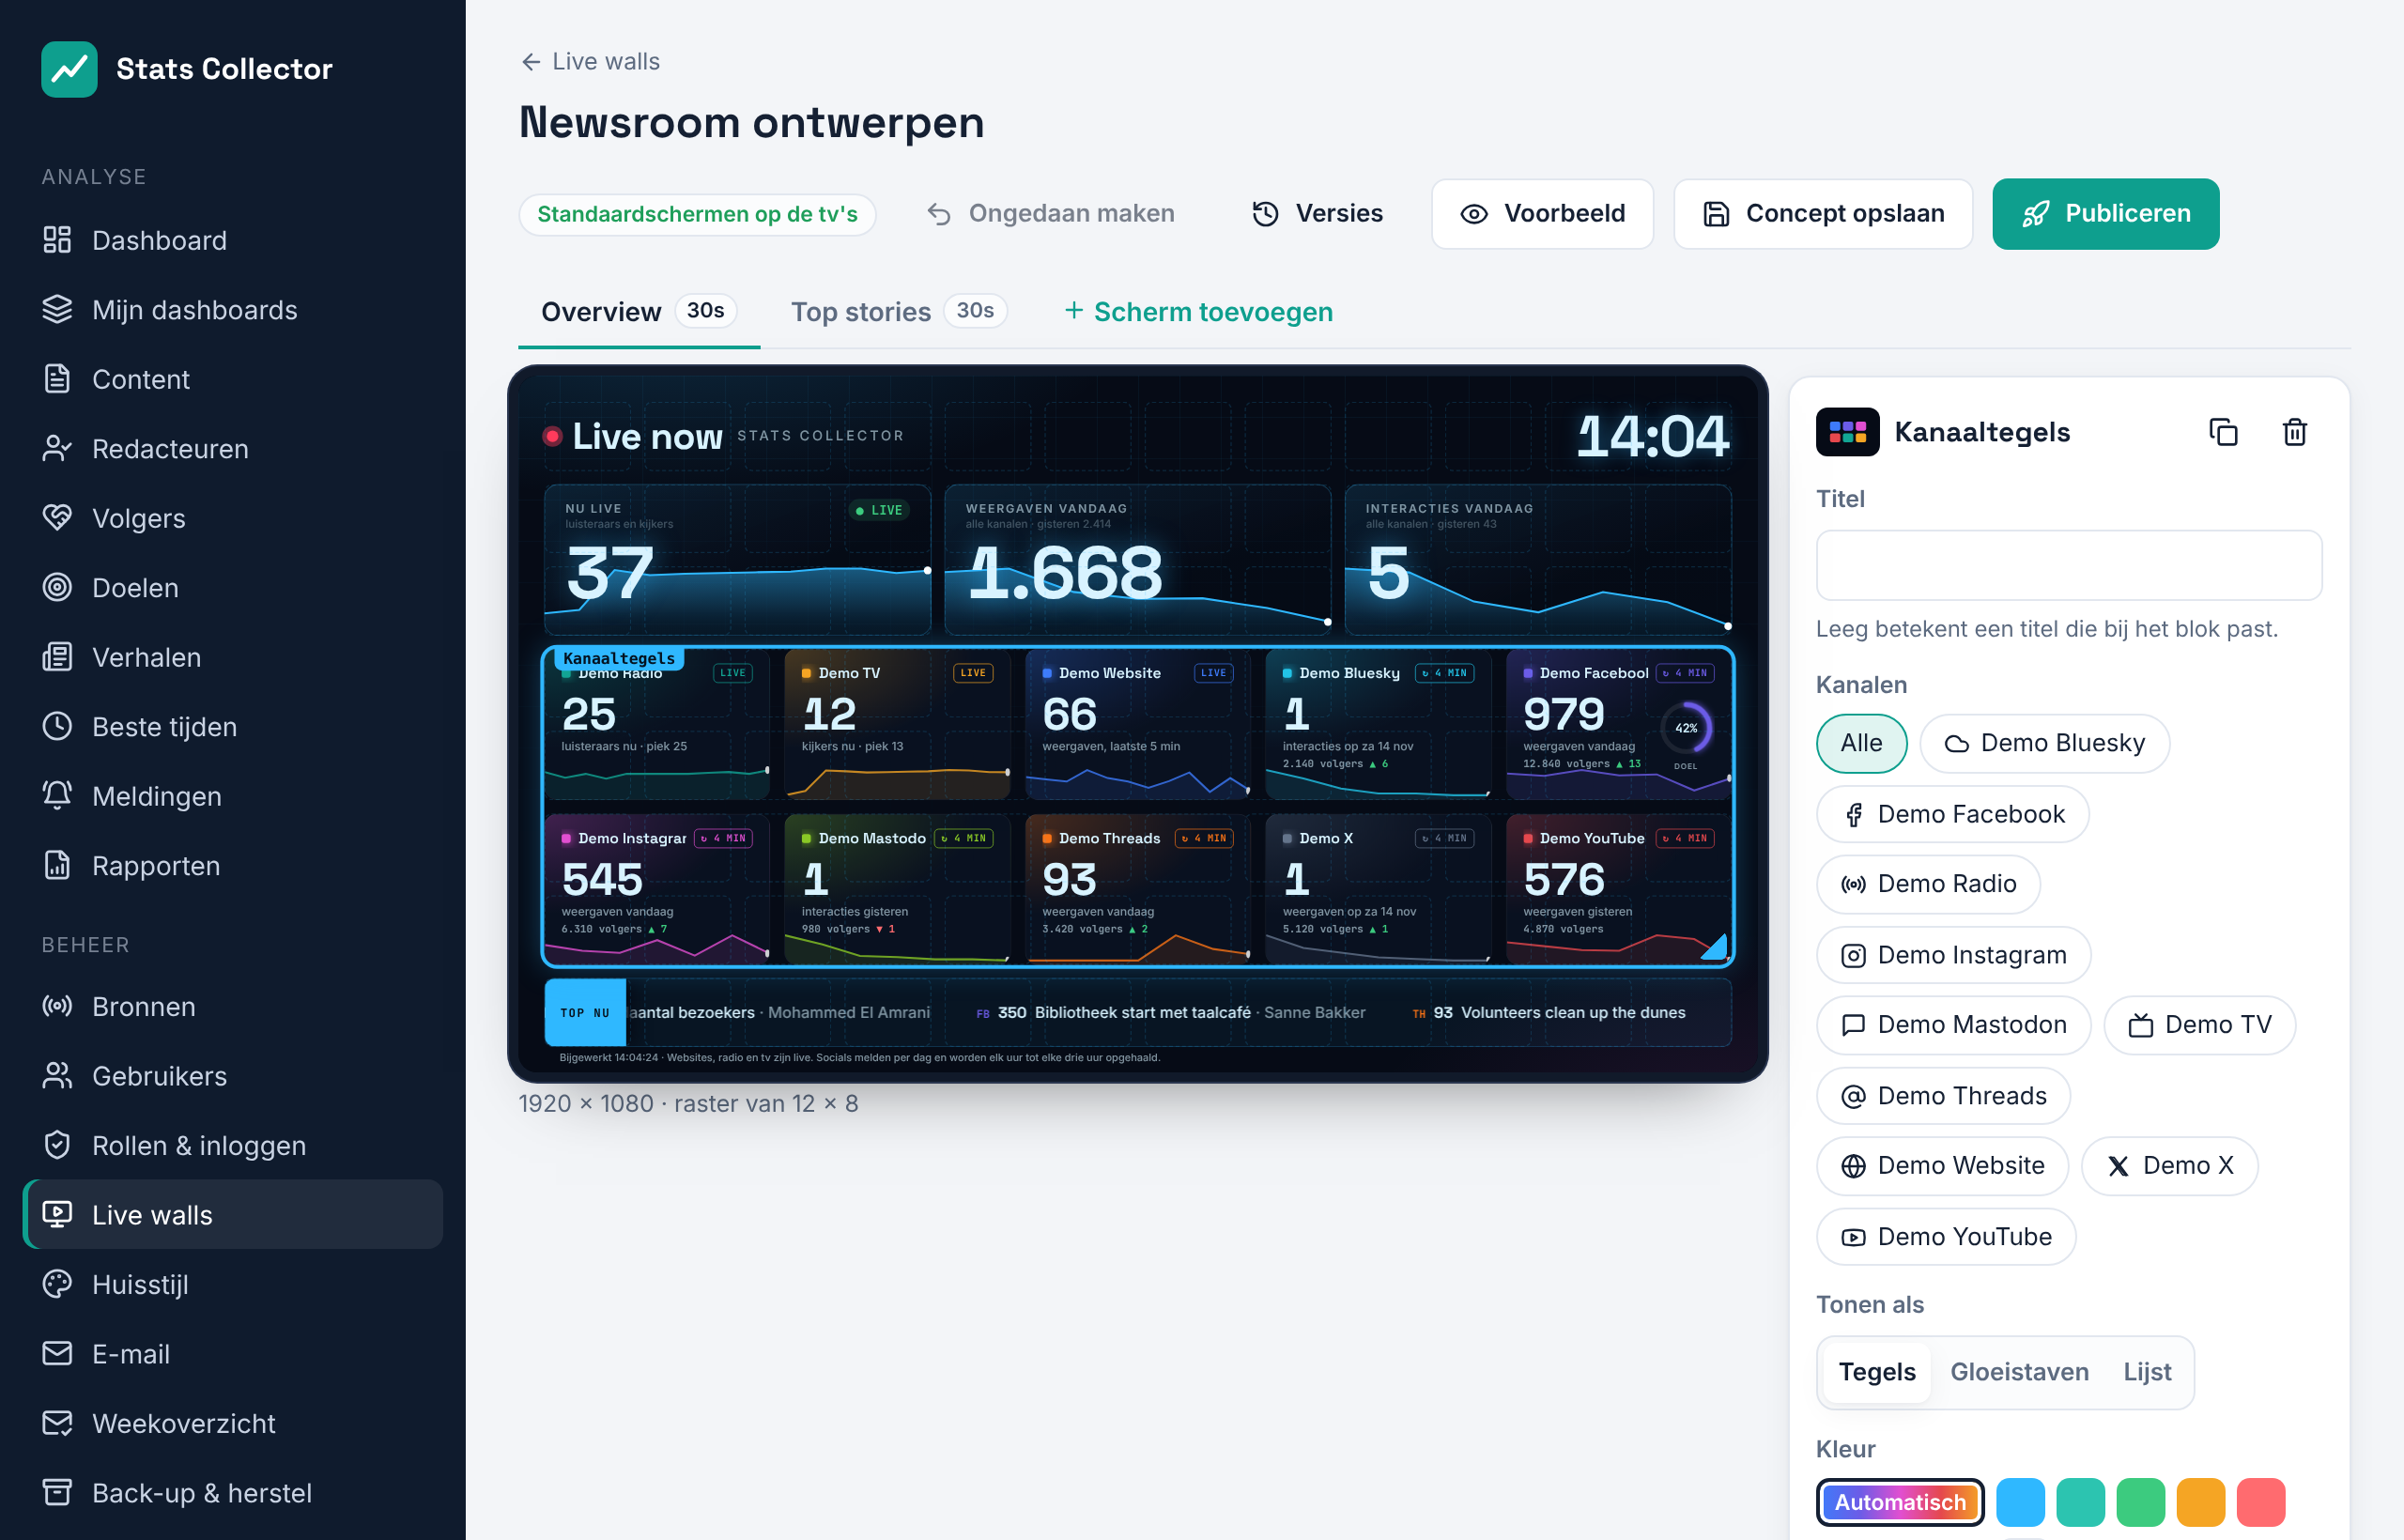 Stats Collector
ANALYSE
Dashboard
Mijn dashboards
Content
Redacteuren
Volgers
Doelen
Verhalen
Beste tijden
Meldingen
Rapporten
BEHEER
Bronnen
Gebruikers
Rollen & inloggen
Live walls
Huisstijl
E-mail
Weekoverzicht
Back-up & herstel
← Live walls
Newsroom ontwerpen
Standaardschermen op de tv's
Ongedaan maken
Versies
Voorbeeld
Concept opslaan
Publiceren
Overview 30s
Top stories 30s
+ Scherm toevoegen
Live now STATS COLLECTOR
14:04
NU LIVE
● LIVE
luisteraars en kijkers
37
WEERGAVEN VANDAAG
alle kanalen · gisteren 2.414
1.668
INTERACTIES VANDAAG
alle kanalen · gisteren 43
5
Kanaaltegels
Demo Radio LIVE
25
luisteraars nu · piek 25
Demo TV LIVE
12
kijkers nu · piek 13
Demo Website LIVE
66
weergaven, laatste 5 min
Demo Bluesky ↻ 4 MIN
1
interacties op za 14 nov
2.140 volgers ▲ 6
Demo Facebool ↻ 4 MIN
979
weergaven vandaag
12.840 volgers ▲ 13
42%
DOEL
Demo Instagrar ↻ 4 MIN
545
weergaven vandaag
6.310 volgers ▲ 7
Demo Mastodo ↻ 4 MIN
1
interacties gisteren
980 volgers ▼ 1
Demo Threads ↻ 4 MIN
93
weergaven vandaag
3.420 volgers ▲ 2
Demo X ↻ 4 MIN
1
weergaven op za 14 nov
5.120 volgers ▲ 1
Demo YouTube ↻ 4 MIN
576
weergaven gisteren
4.870 volgers
TOP NU
aantal bezoekers · Mohammed El Amrani
FB 350 Bibliotheek start met taalcafé · Sanne Bakker
TH 93 Volunteers clean up the dunes
Bijgewerkt 14:04:24 · Websites, radio en tv zijn live. Socials melden per dag en worden elk uur tot elke drie uur opgehaald.
1920 × 1080 · raster van 12 × 8
Kanaaltegels
Titel
Leeg betekent een titel die bij het blok past.
Kanalen
Alle
Demo Bluesky
Demo Facebook
Demo Radio
Demo Instagram
Demo Mastodon
Demo TV
Demo Threads
Demo Website
Demo X
Demo YouTube
Tonen als
Tegels
Gloeistaven
Lijst
Kleur
Automatisch